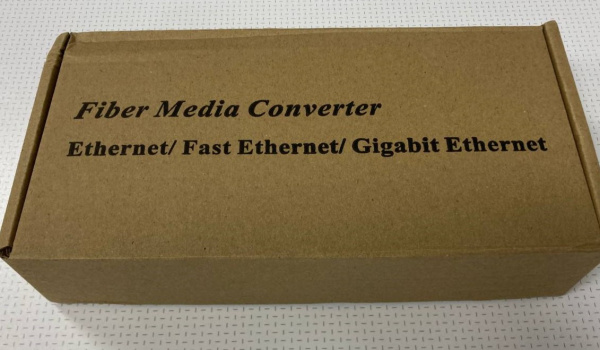 Fiber Media Converter
Ethernet/ Fast Ethernet/ Gigabit Ethernet